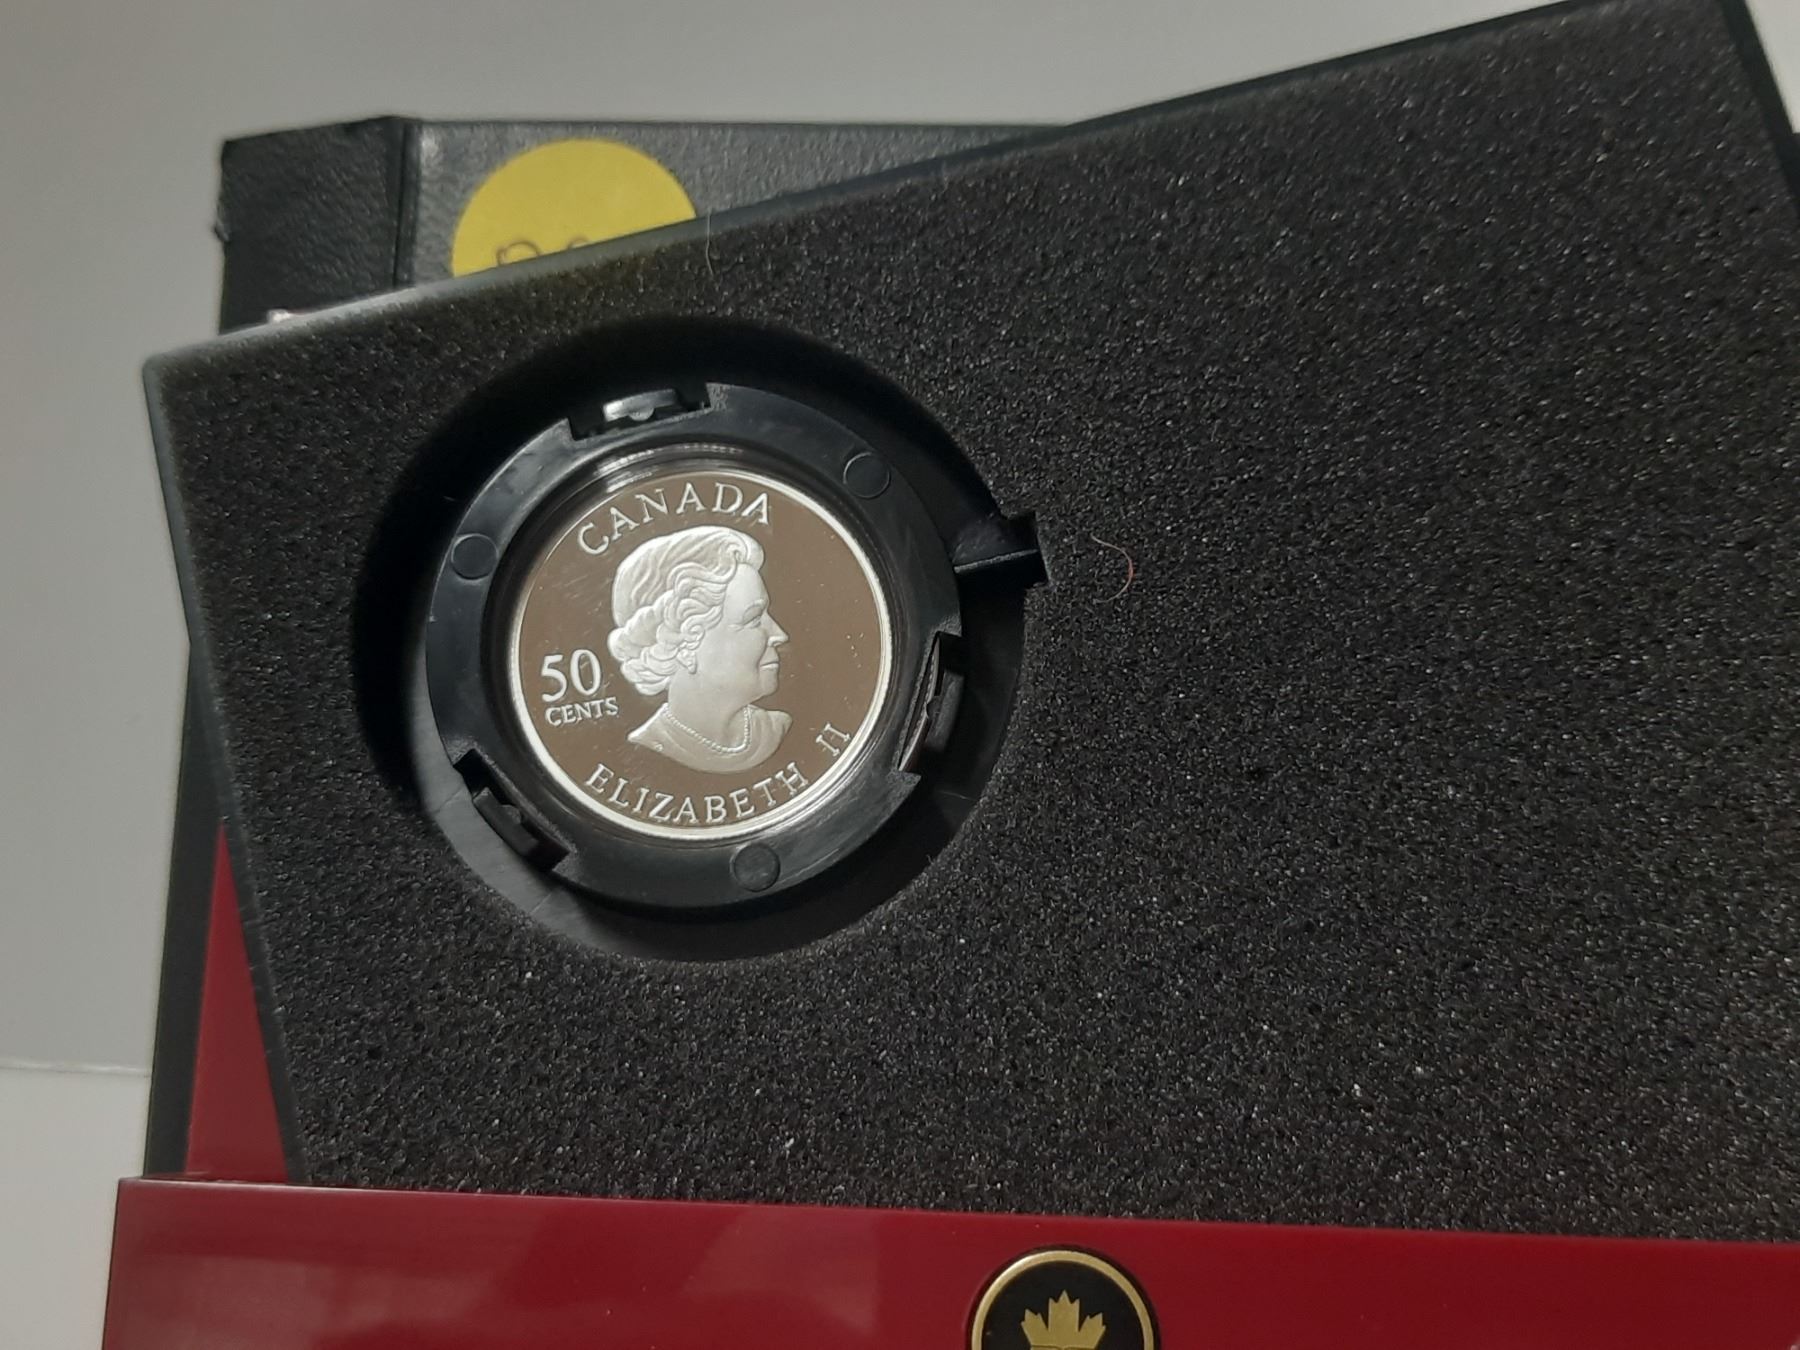 CANADA
50
CENTS
ELIZABETH II